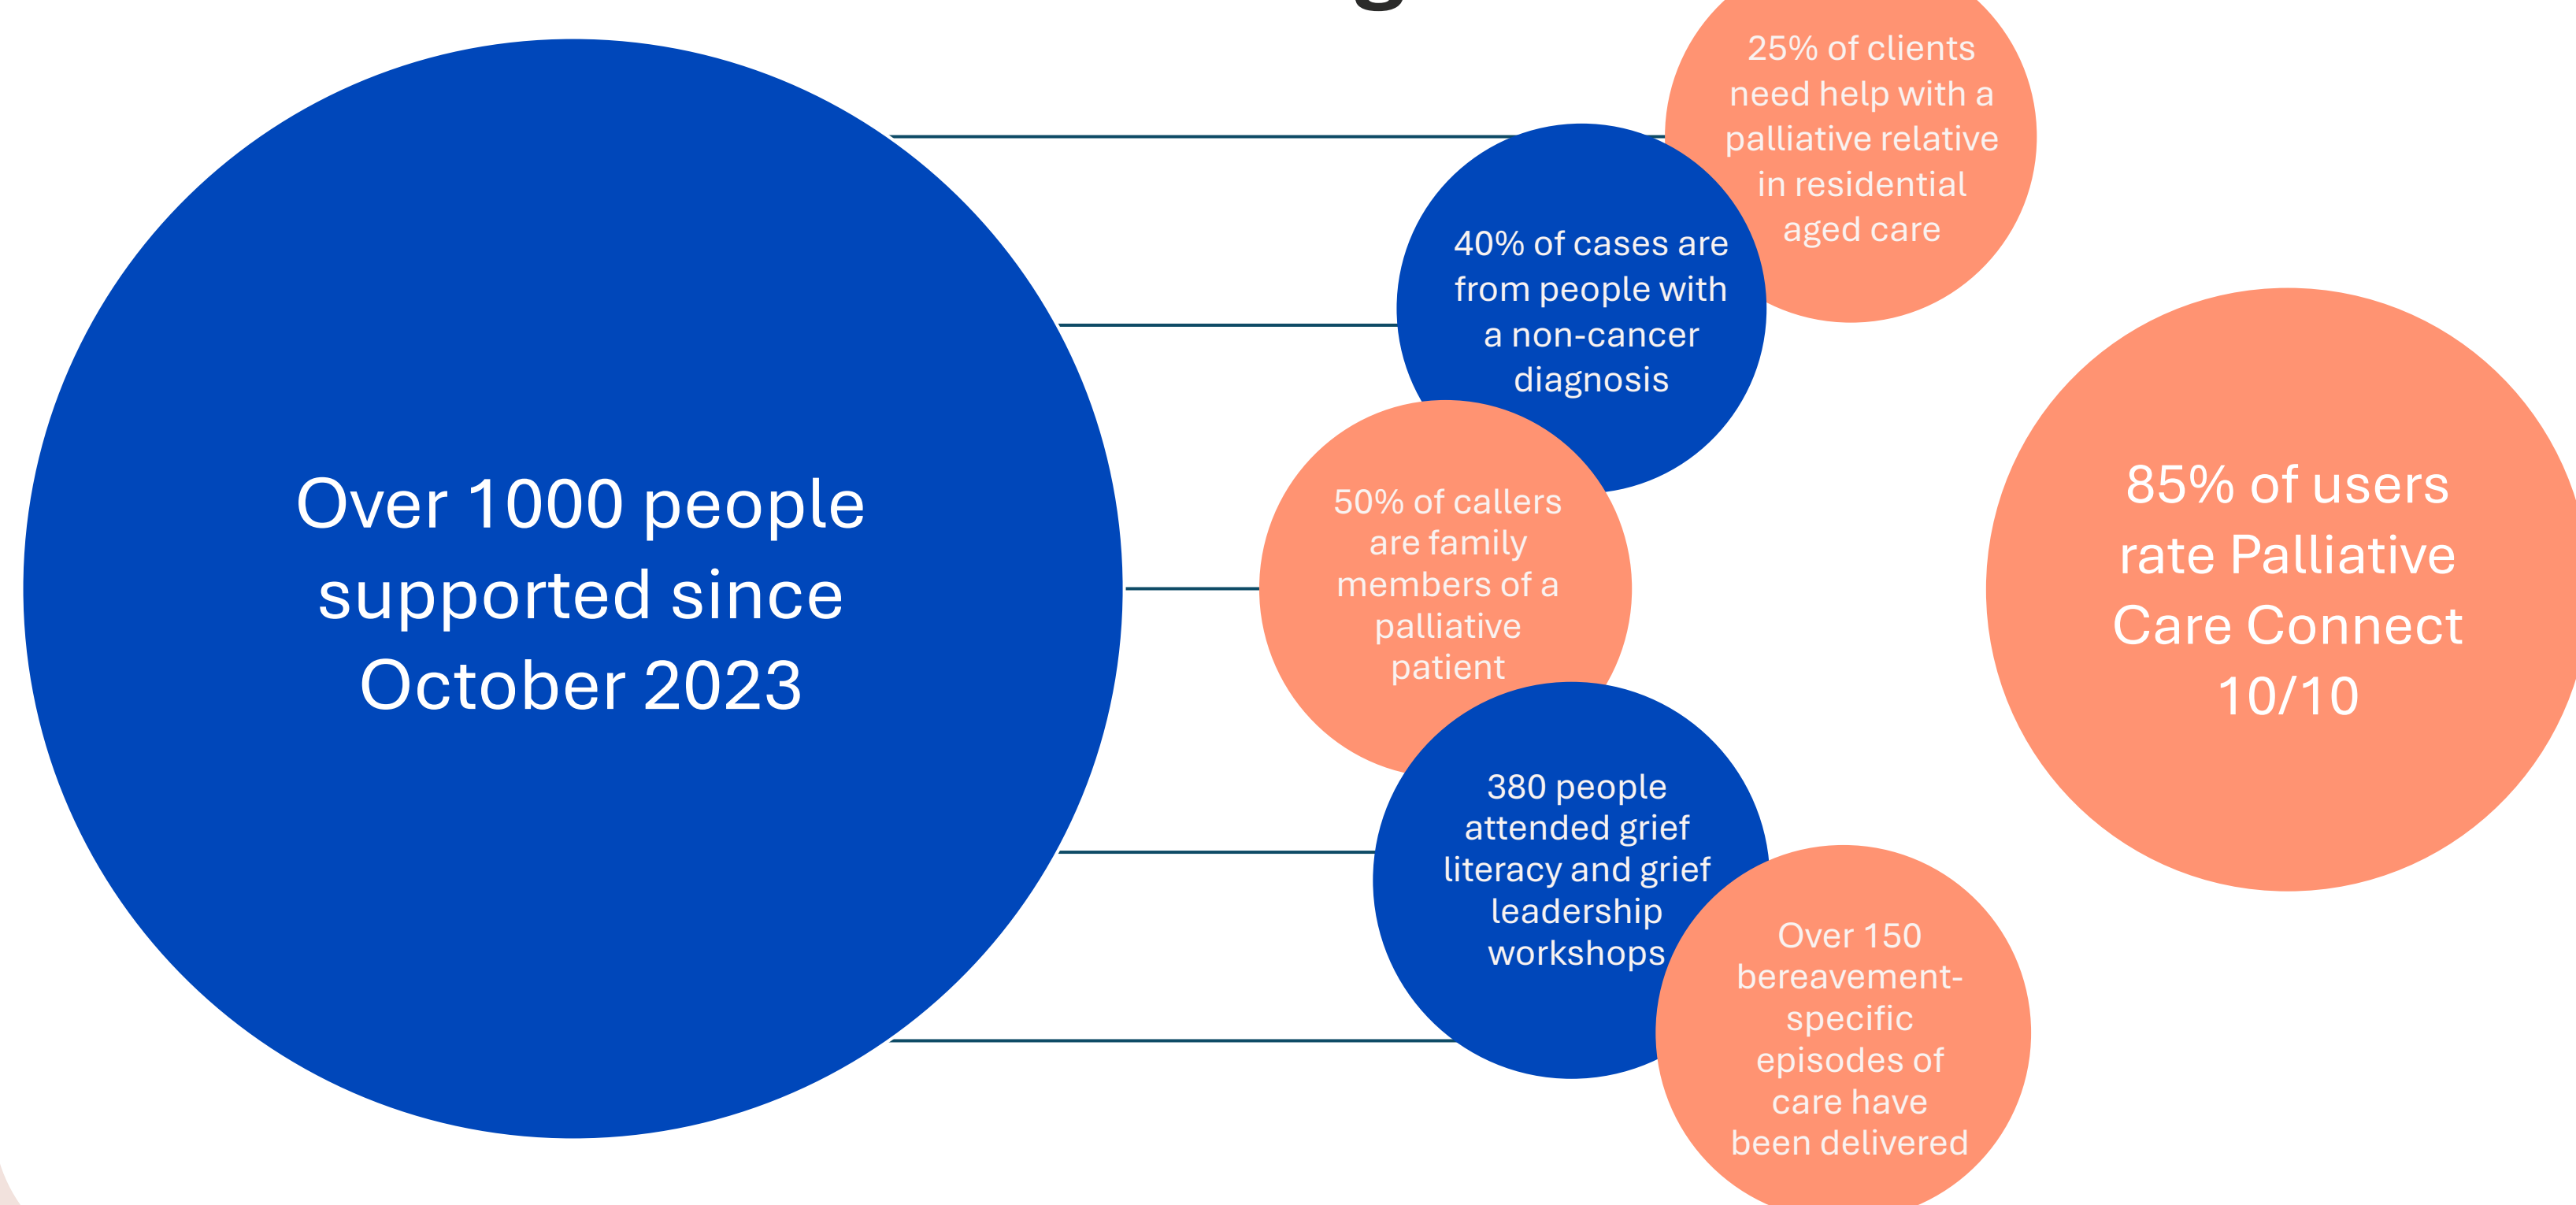 Over 1000 people
supported since
October 2023
25% of clients
need help with a
palliative relative
in residential
aged care
40% of cases are
from people with
a non-cancer
diagnosis
50% of callers
are family
members of a
palliative
patient
380 people
attended grief
literacy and grief
leadership
workshops
Over 150
bereavement-
specific
episodes of
care have
been delivered
85% of users
rate Palliative
Care Connect
10/10